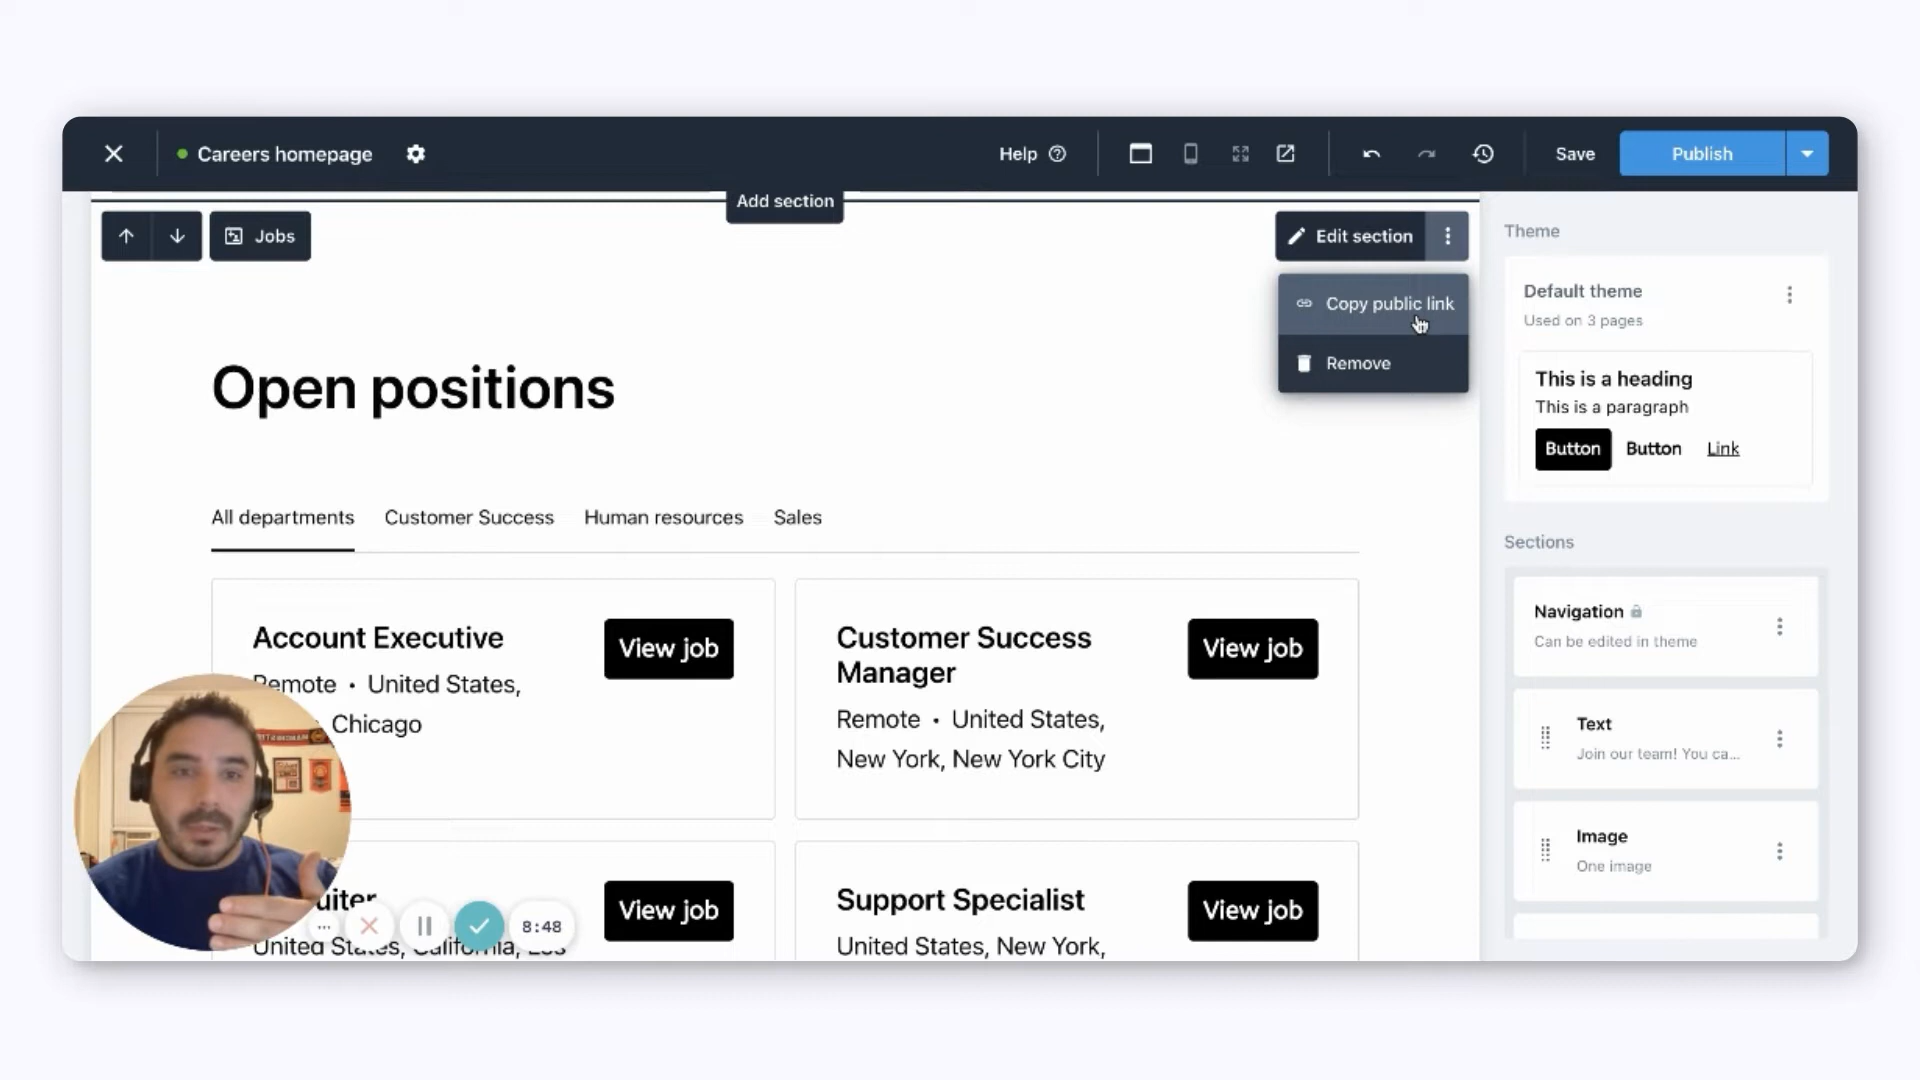 Careers homepage
Help
Save
Publish
Add section
Jobs
Edit section
Copy public link
Remove
Open positions
All departments
Customer Success
Human resources
Sales
Account Executive
View job
Remote • United States,
Chicago
Customer Success
Manager
View job
Remote • United States,
New York, New York City
View job
United States, California, Los
Support Specialist
View job
United States, New York,
8:48
Theme
Default theme
Used on 3 pages
This is a heading
This is a paragraph
Button
Button
Link
Sections
Navigation
Can be edited in theme
Text
Join our team! You ca...
Image
One image